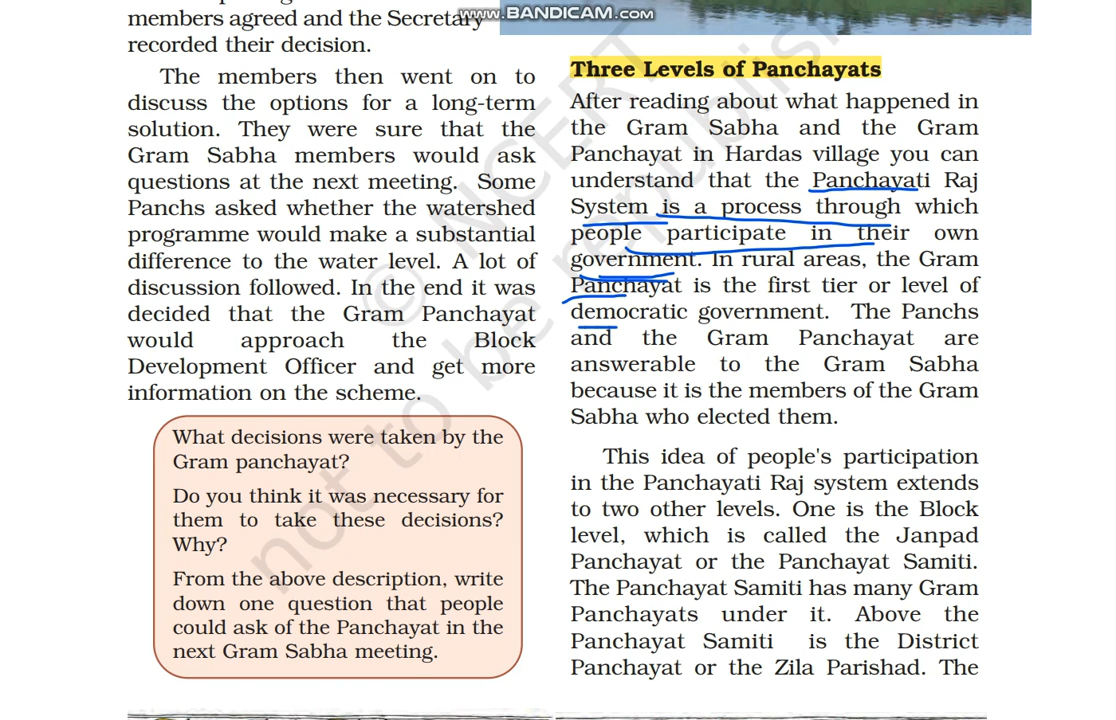 members agreed and the Secretary
recorded their decision.
The members then went on to
discuss the options for a long-term
solution. They were sure that the
Gram Sabha members would ask
questions at the next meeting. Some
Panchs asked whether the watershed
programme would make a substantial
difference to the water level. A lot of
discussion followed. In the end it was
decided that the Gram Panchayat
would approach the Block
Development Officer and get more
information on the scheme.
What decisions were taken by the
Gram panchayat?
Do you think it was necessary for
them to take these decisions?
Why?
From the above description, write
down one question that people
could ask of the Panchayat in the
next Gram Sabha meeting.
www.BANDICAM.com
Three Levels of Panchayats
After reading about what happened in
the Gram Sabha and the Gram
Panchayat in Hardas village you can
understand that the Panchayati Raj
System is a process through which
people participate in their own
government. In rural areas, the Gram
Panchayat is the first tier or level of
democratic government. The Panchs
and the Gram Panchayat are
answerable to the Gram Sabha
because it is the members of the Gram
Sabha who elected them.
This idea of people's participation
in the Panchayati Raj system extends
to two other levels. One is the Block
level, which is called the Janpad
Panchayat or the Panchayat Samiti.
The Panchayat Samiti has many Gram
Panchayats under it. Above the
Panchayat Samiti is the District
Panchayat or the Zila Parishad. The
© NCERT
not to be republish